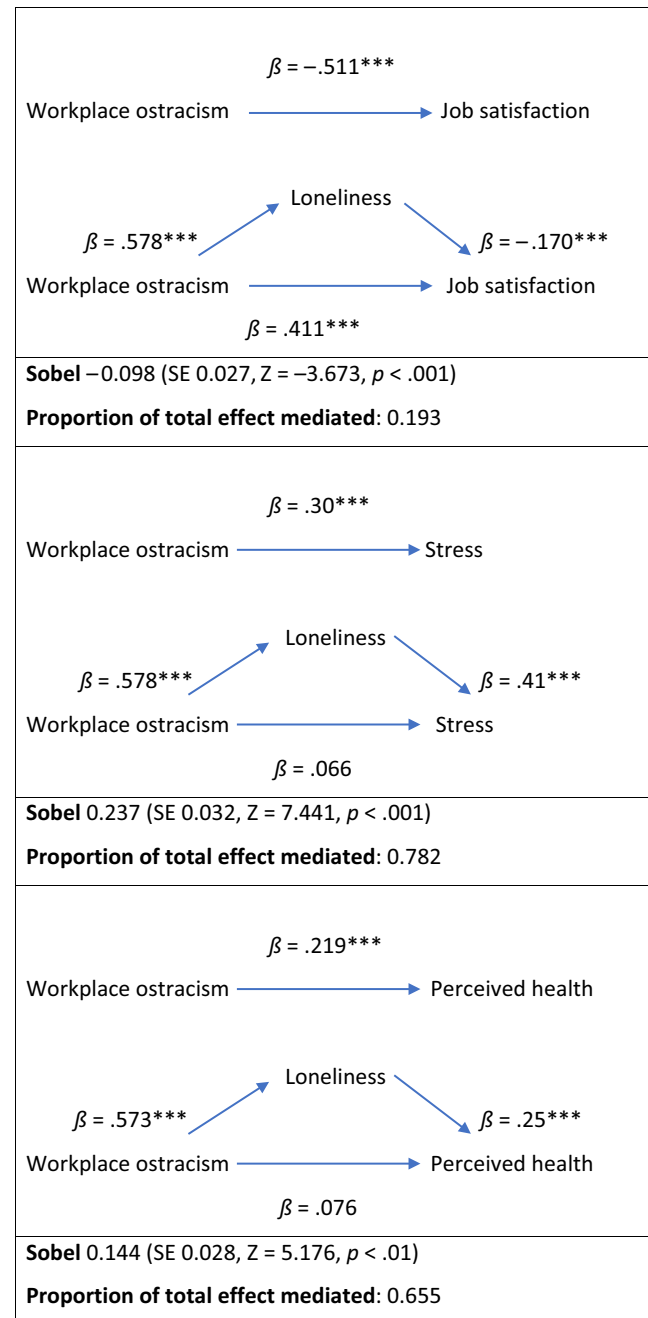 ß = –.511***
Workplace ostracism Job satisfaction
Loneliness
ß = .578*** ß = –.170***
Workplace ostracism Job satisfaction
ß = .411***
Sobel –0.098 (SE 0.027, Z = –3.673, p < .001)
Proportion of total effect mediated: 0.193
ß = .30***
Workplace ostracism Stress
Loneliness
ß = .578*** ß = .41***
Workplace ostracism Stress
ß = .066
Sobel 0.237 (SE 0.032, Z = 7.441, p < .001)
Proportion of total effect mediated: 0.782
ß = .219***
Workplace ostracism Perceived health
Loneliness
ß = .573*** ß = .25***
Workplace ostracism Perceived health
ß = .076
Sobel 0.144 (SE 0.028, Z = 5.176, p < .01)
Proportion of total effect mediated: 0.655